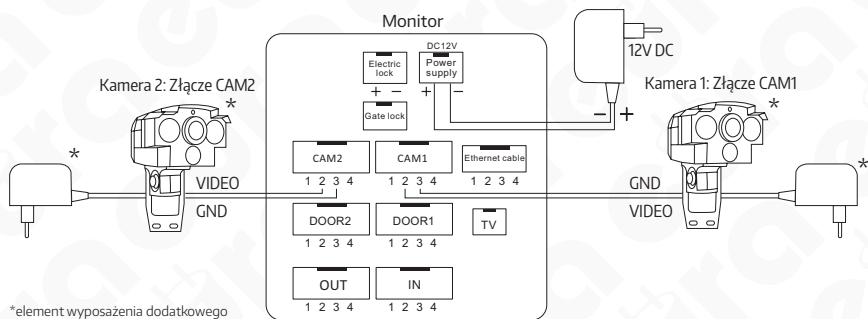 Monitor
Electric lock
+ −
DC12V
Power supply
+ −
Gate lock
12V DC
− +
Kamera 2: Złącze CAM2
*
*
VIDEO
GND
Kamera 1: Złącze CAM1
*
*
GND
VIDEO
CAM2
1 2 3 4
CAM1
1 2 3 4
Ethernet cable
1 2 3 4
DOOR2
1 2 3 4
DOOR1
1 2 3 4
TV
OUT
1 2 3 4
IN
1 2 3 4
*element wyposażenia dodatkowego